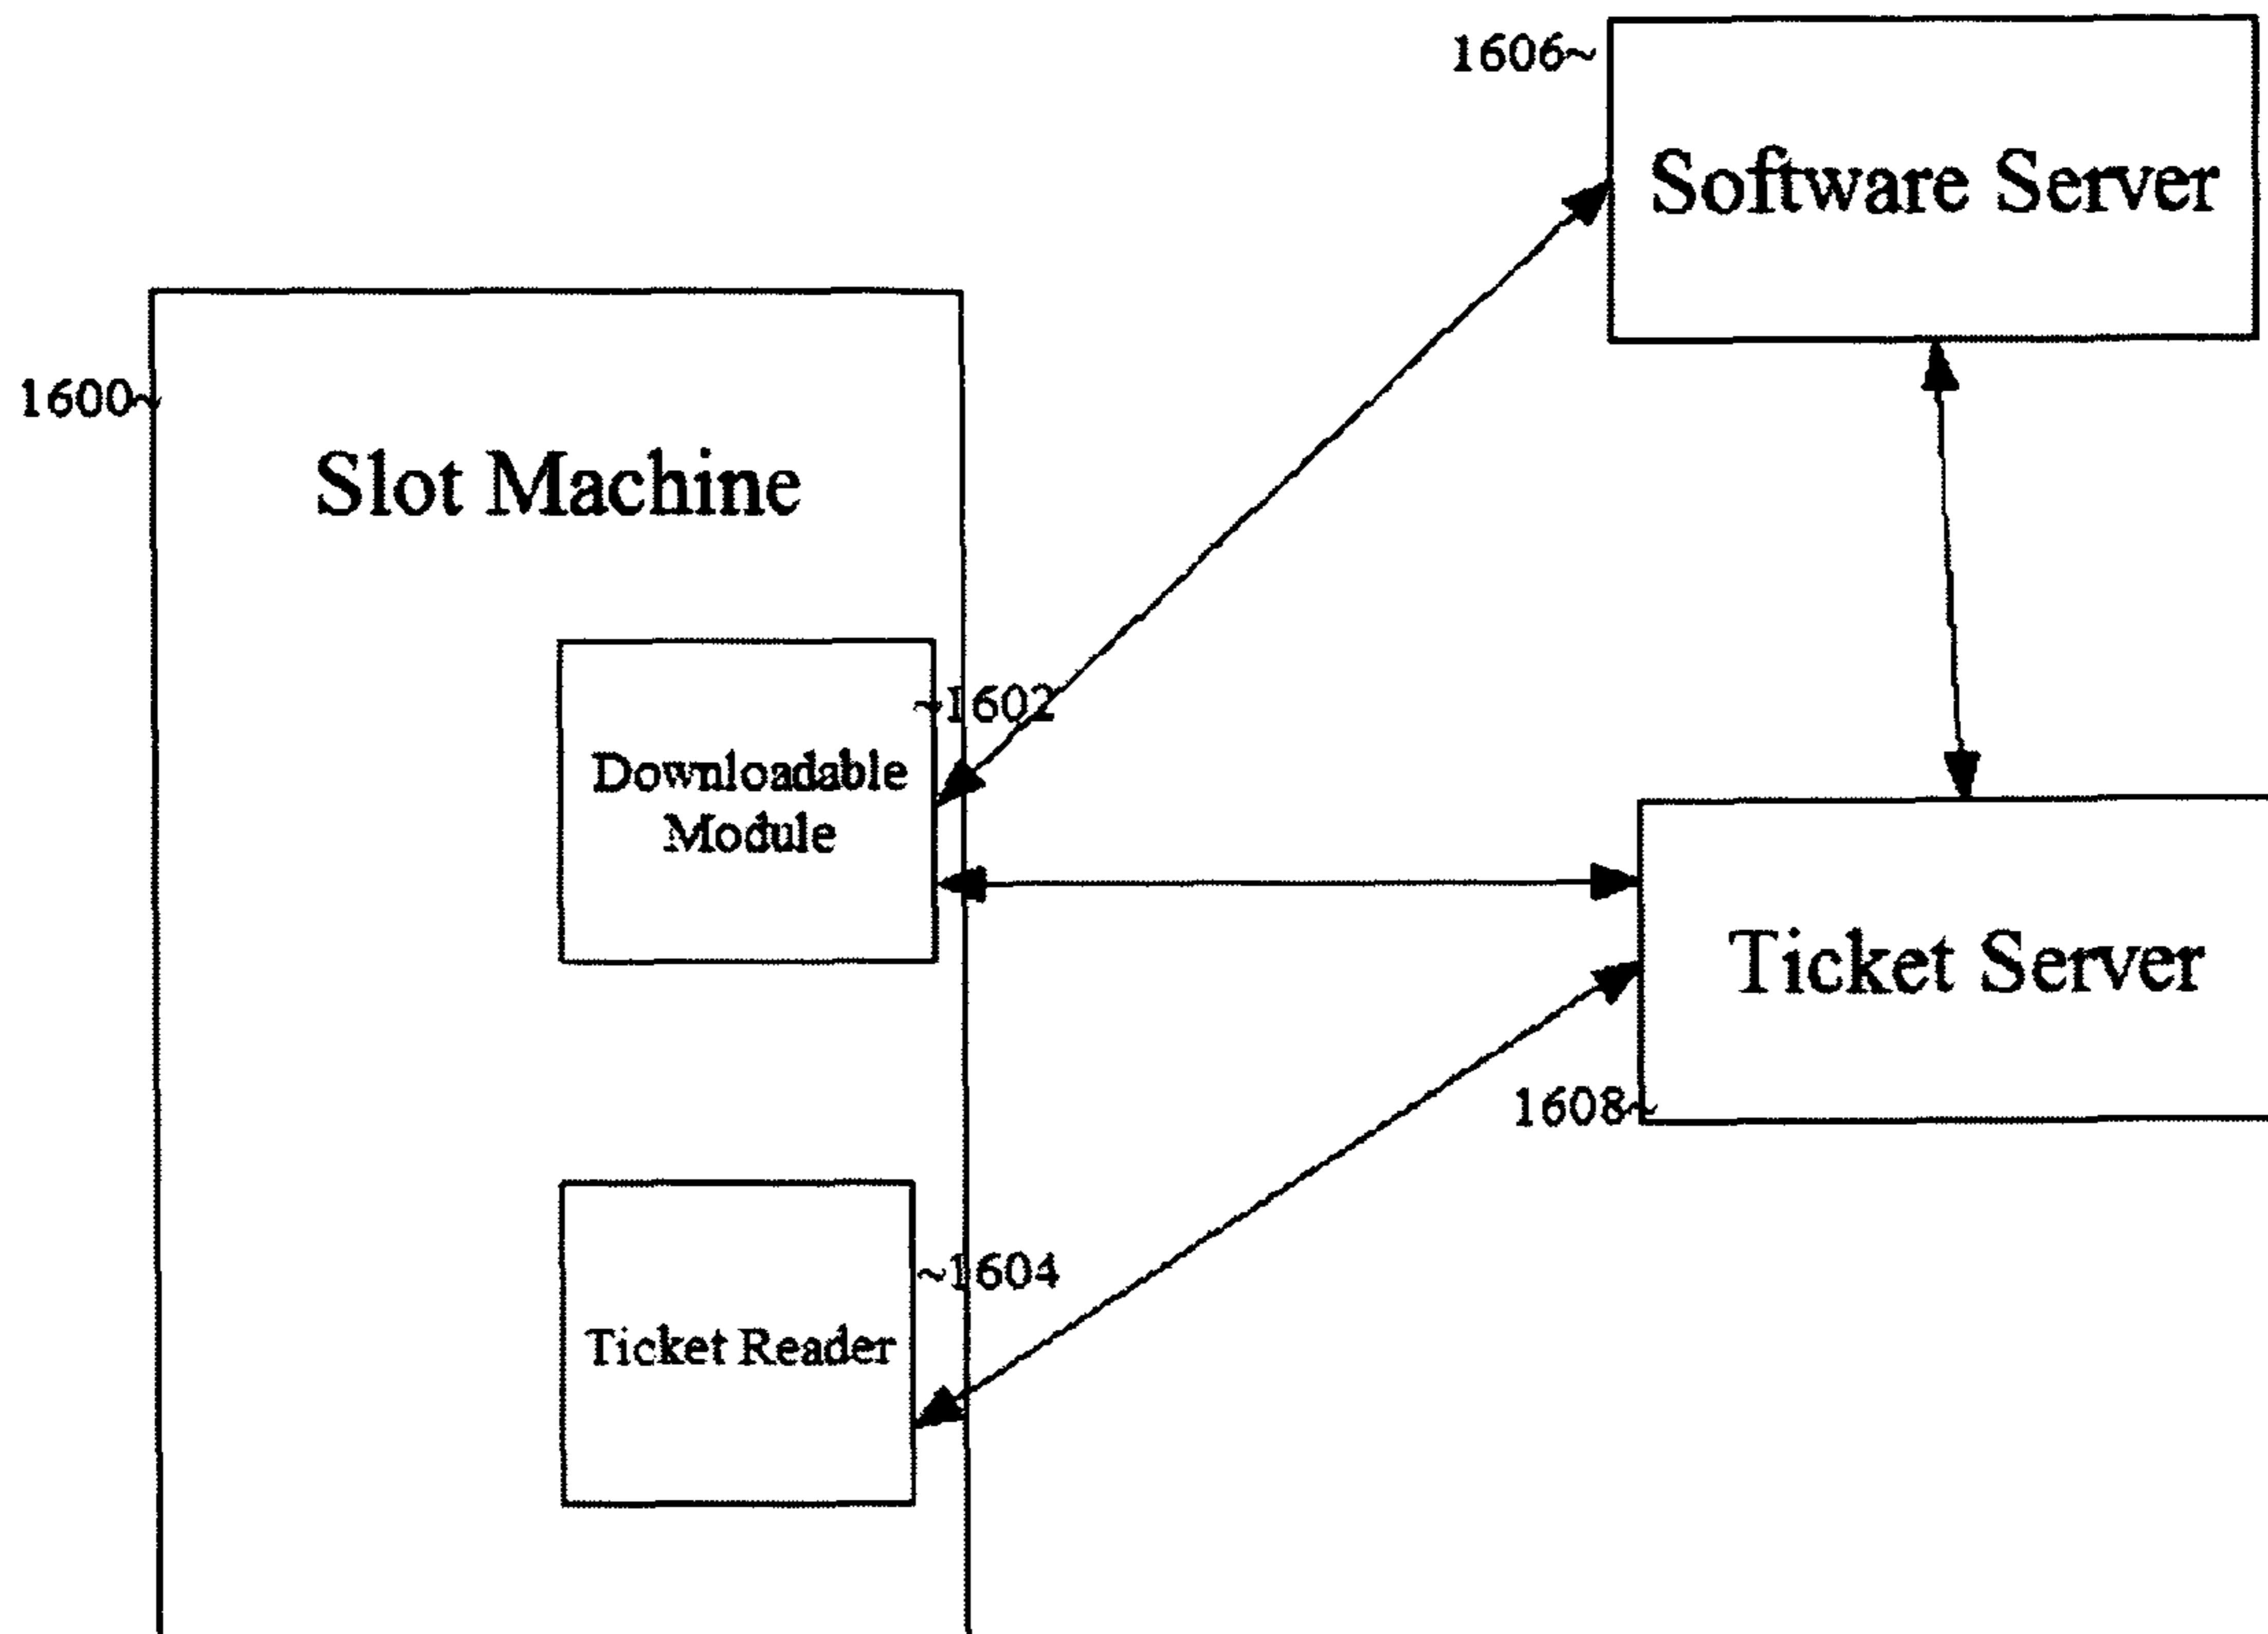 1606~
Software Server
1600~
Slot Machine
~1602
Downloadable
Module
Ticket Server
1608~
~1604
Ticket Reader